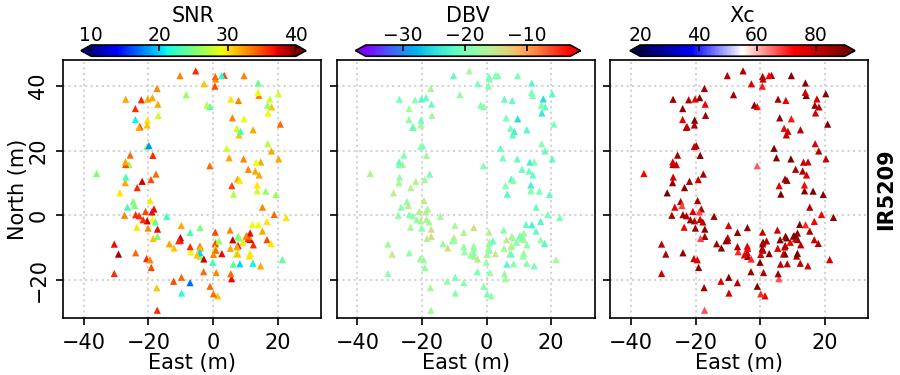 SNR DBV Xc
10 20 30 40 −30 −20 −10 20 40 60 80
40
20
0
−20
North (m)
IR5209
−40 −20 0 20 −40 −20 0 20 −40 −20 0 20
East (m) East (m) East (m)